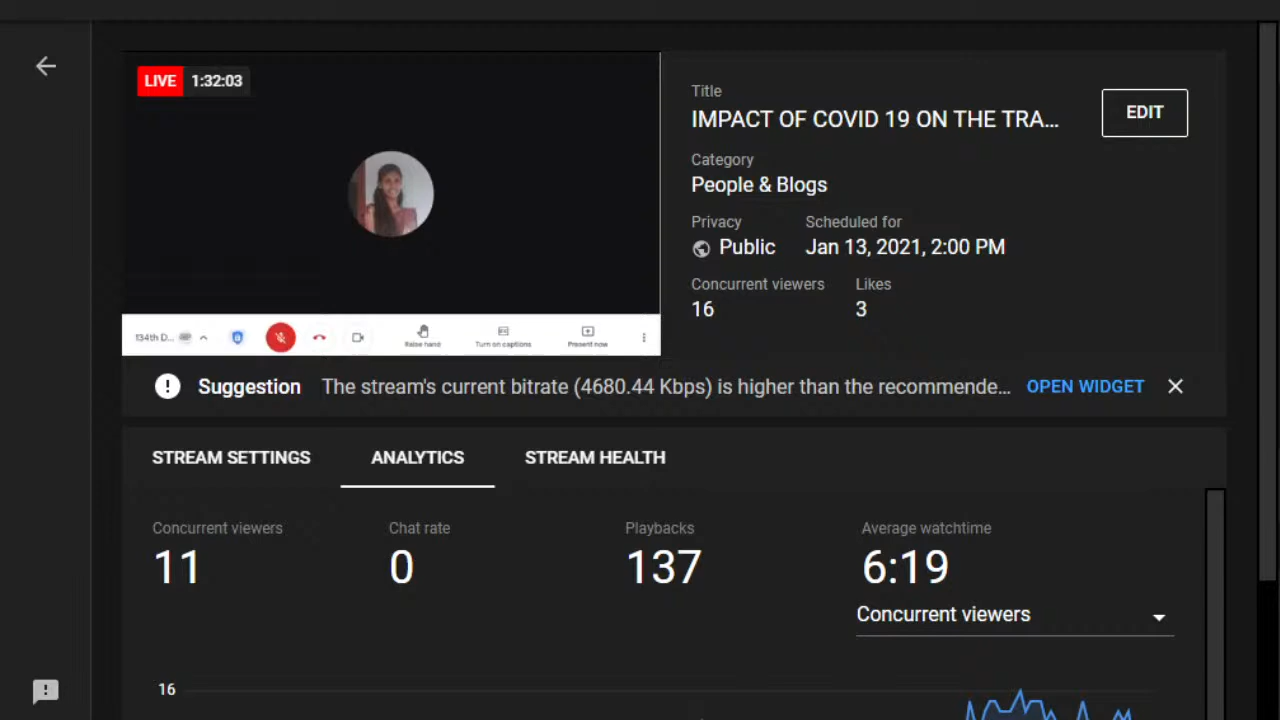 LIVE 1:32:03
Title
IMPACT OF COVID 19 ON THE TRA...
EDIT
Category
People & Blogs
Privacy Scheduled for
Public Jan 13, 2021, 2:00 PM
Concurrent viewers Likes
16 3
134th D...
Raise hand Turn on captions Present now
Suggestion The stream's current bitrate (4680.44 Kbps) is higher than the recommende... OPEN WIDGET
STREAM SETTINGS ANALYTICS STREAM HEALTH
Concurrent viewers Chat rate Playbacks Average watchtime
11 0 137 6:19
Concurrent viewers
16